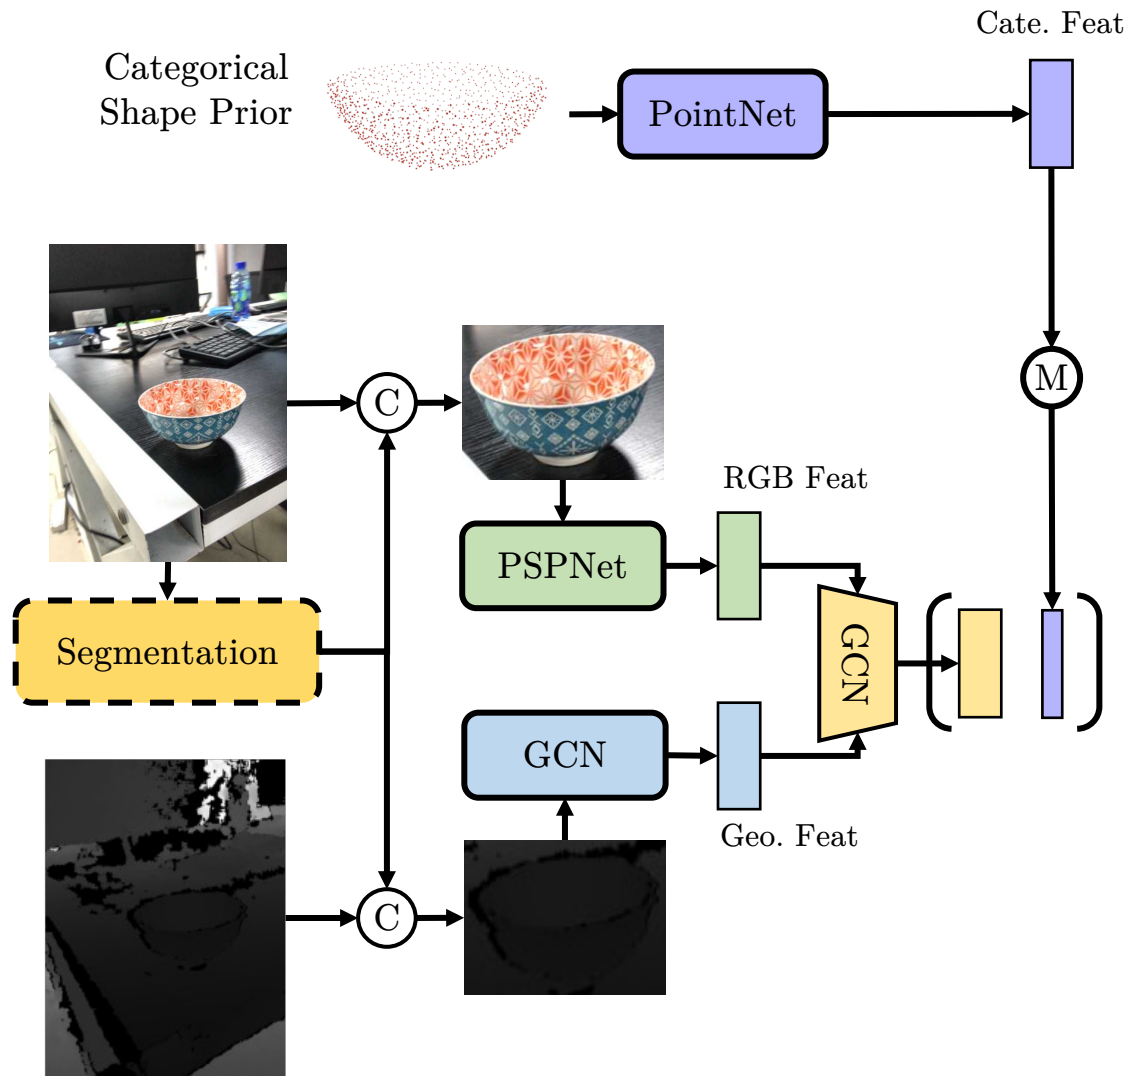 Cate. Feat
Categorical
Shape Prior
PointNet
M
C
RGB Feat
PSPNet
GCN
Segmentation
GCN
Geo. Feat
C